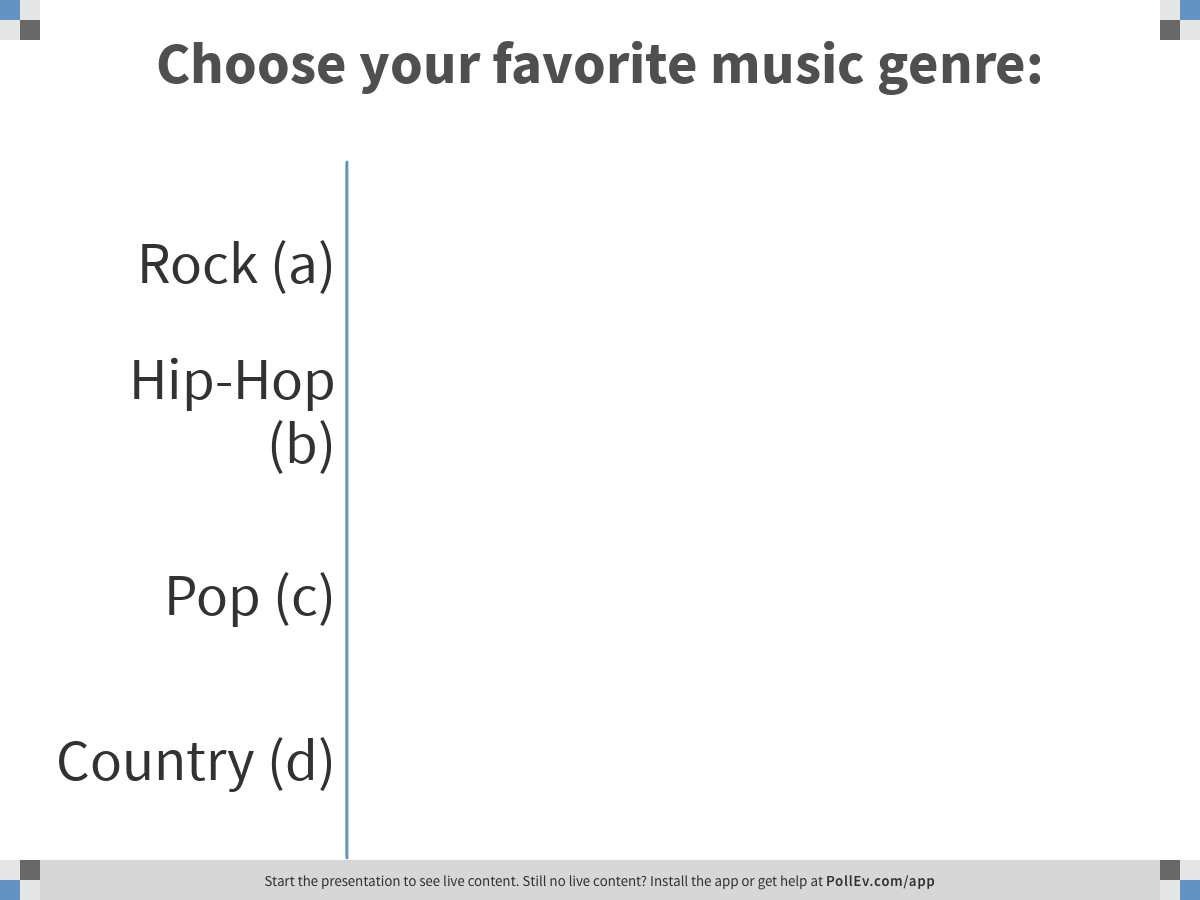 Choose your favorite music genre:
Rock (a)
Hip-Hop
(b)
Pop (c)
Country (d)
Start the presentation to see live content. Still no live content? Install the app or get help at PollEv.com/app